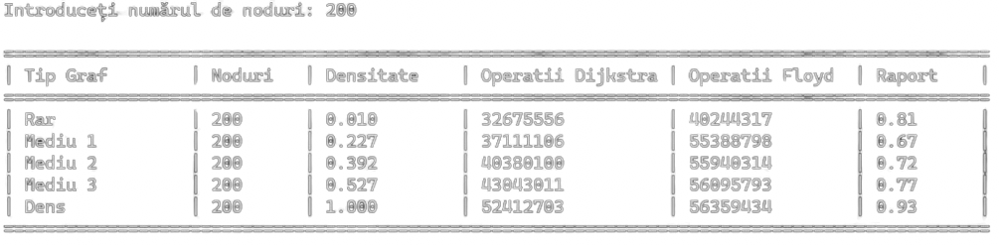 Introduceți numărul de noduri: 200
| Tip Graf | Noduri | Densitate | Operatii Dijkstra | Operatii Floyd | Raport |
| Rar | 200 | 0.010 | 32675556 | 40244317 | 0.81 |
| Mediu 1 | 200 | 0.227 | 37111106 | 55388798 | 0.67 |
| Mediu 2 | 200 | 0.392 | 40380100 | 55940314 | 0.72 |
| Mediu 3 | 200 | 0.527 | 43043011 | 56095793 | 0.77 |
| Dens | 200 | 1.000 | 52412703 | 56359434 | 0.93 |